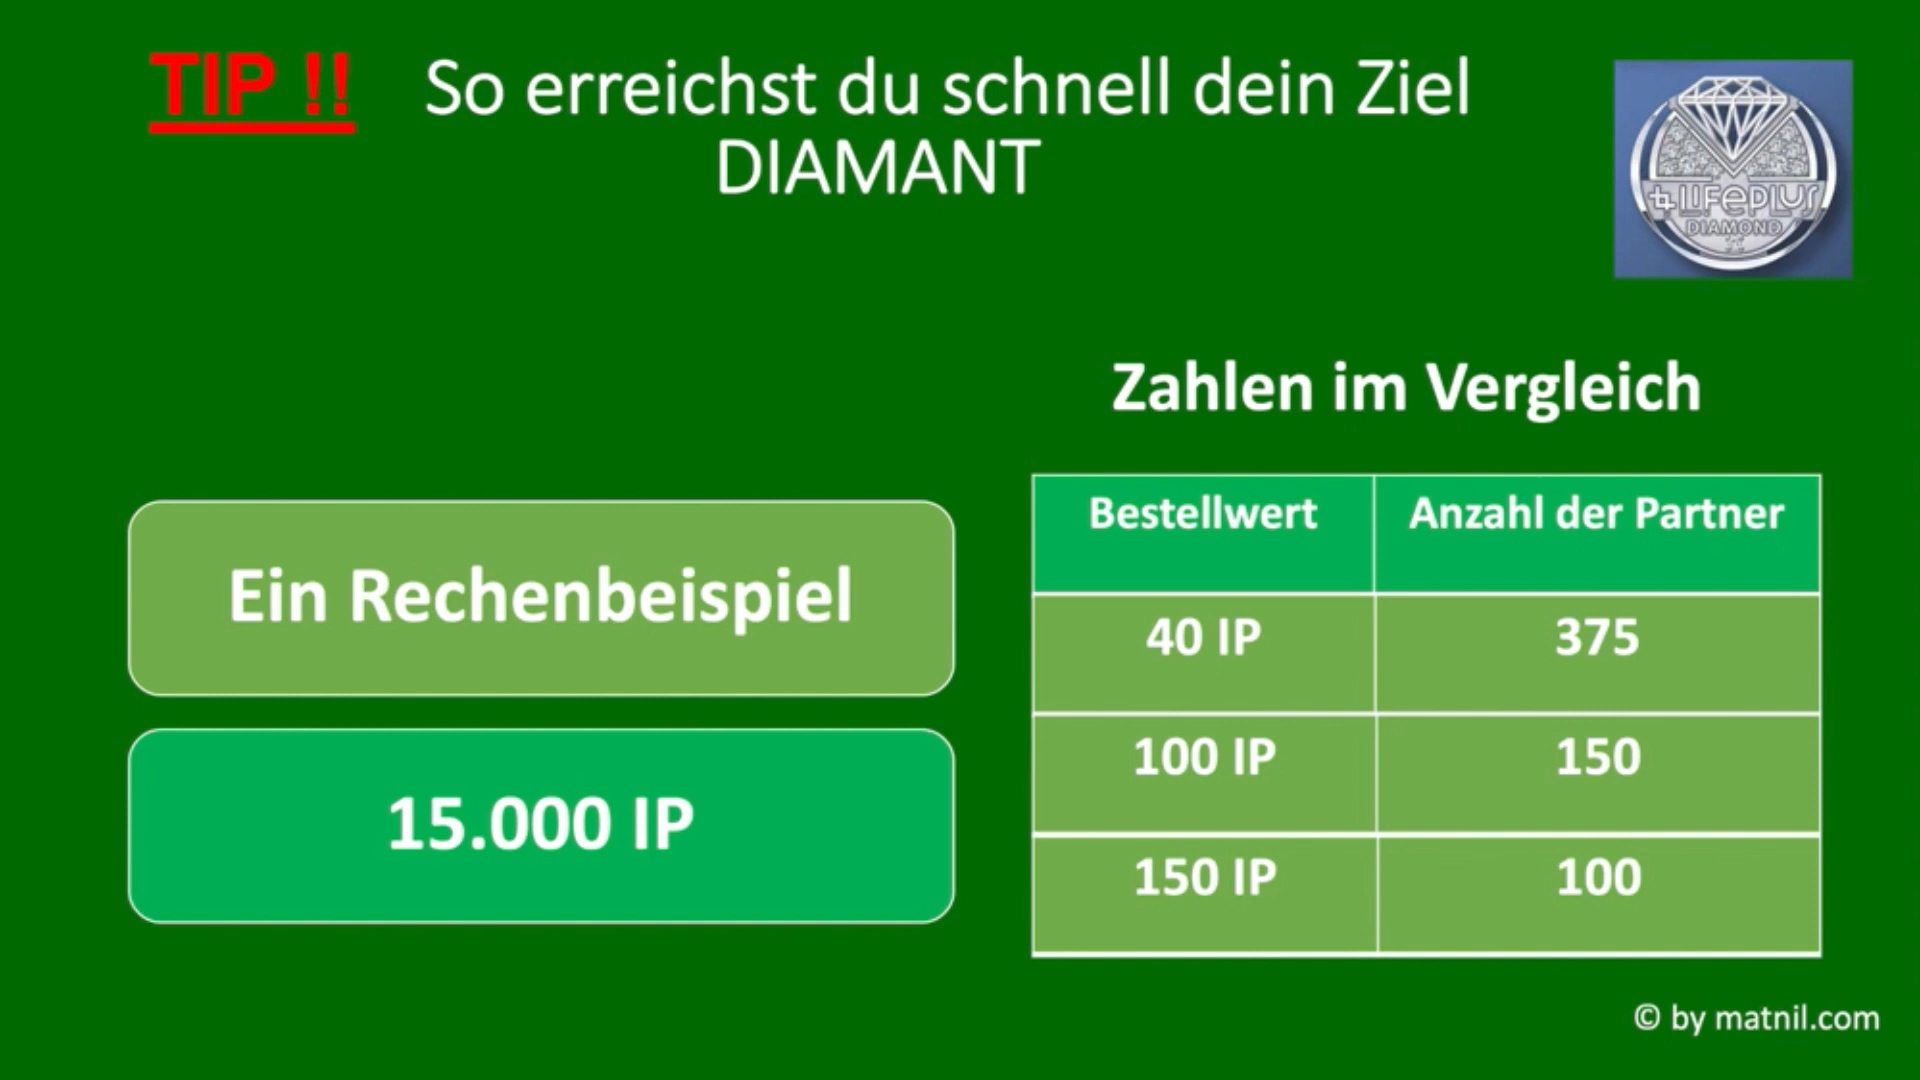 TIP !! So erreichst du schnell dein Ziel
DIAMANT
LIFEPLUS
DIAMOND
Zahlen im Vergleich
Ein Rechenbeispiel
15.000 IP
Bestellwert Anzahl der Partner
40 IP 375
100 IP 150
150 IP 100
© by matnil.com